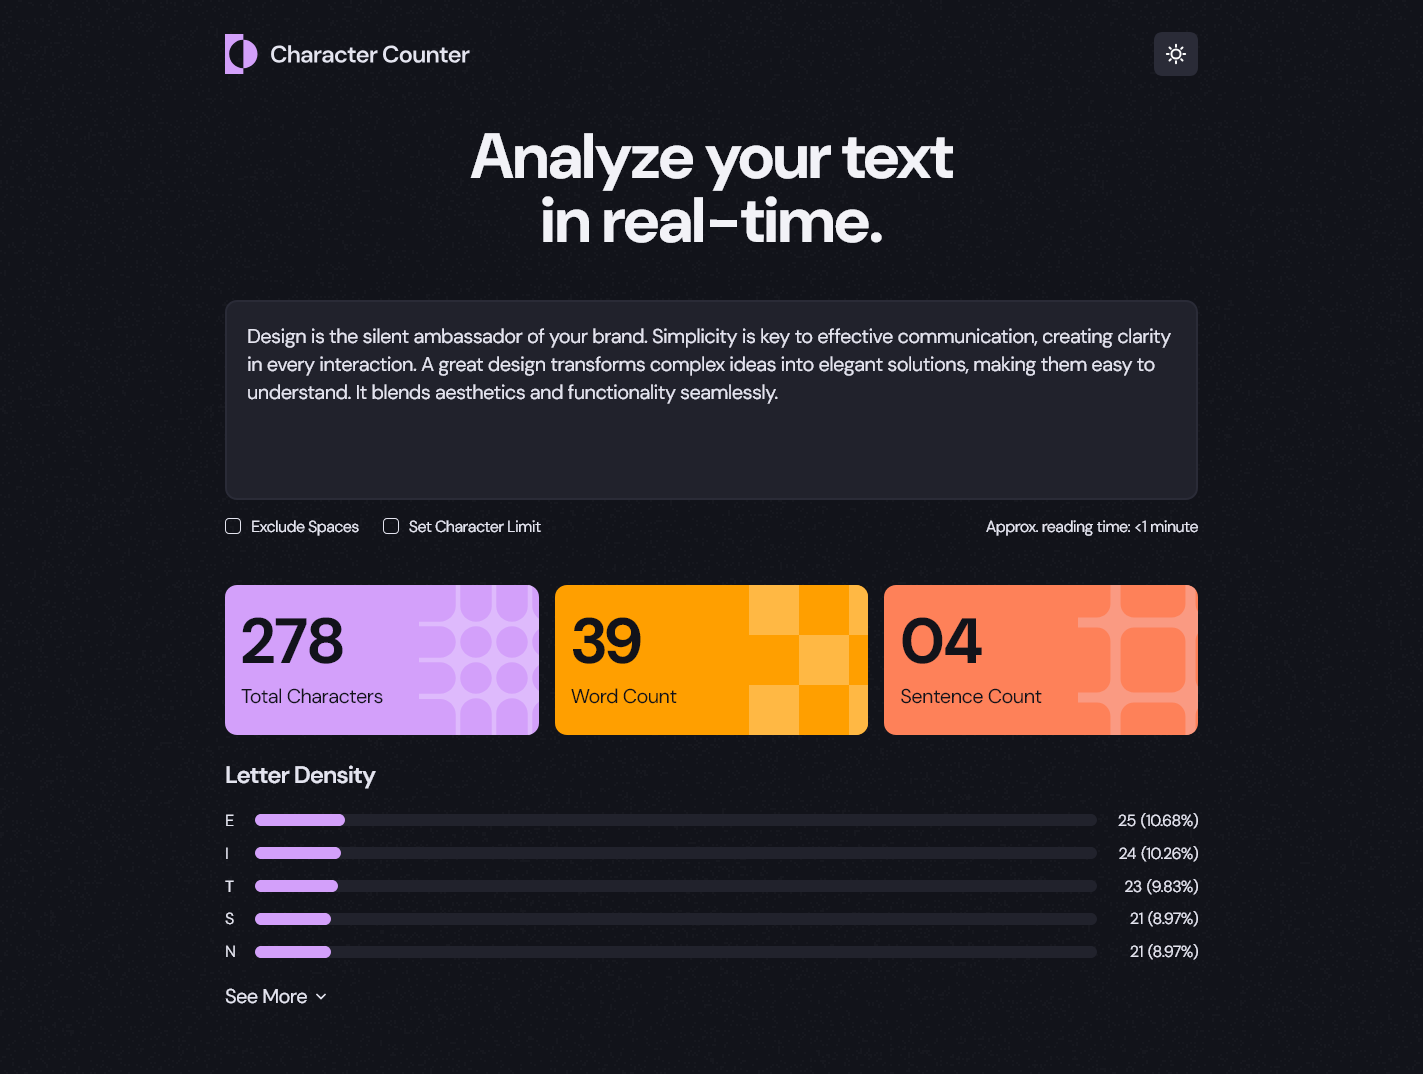 Character Counter
Analyze your text
in real-time.
Design is the silent ambassador of your brand. Simplicity is key to effective communication, creating clarity
in every interaction. A great design transforms complex ideas into elegant solutions, making them easy to
understand. It blends aesthetics and functionality seamlessly.
Exclude Spaces
Set Character Limit
Approx. reading time: <1 minute
278
Total Characters
39
Word Count
04
Sentence Count
Letter Density
E 25 (10.68%)
I 24 (10.26%)
T 23 (9.83%)
S 21 (8.97%)
N 21 (8.97%)
See More